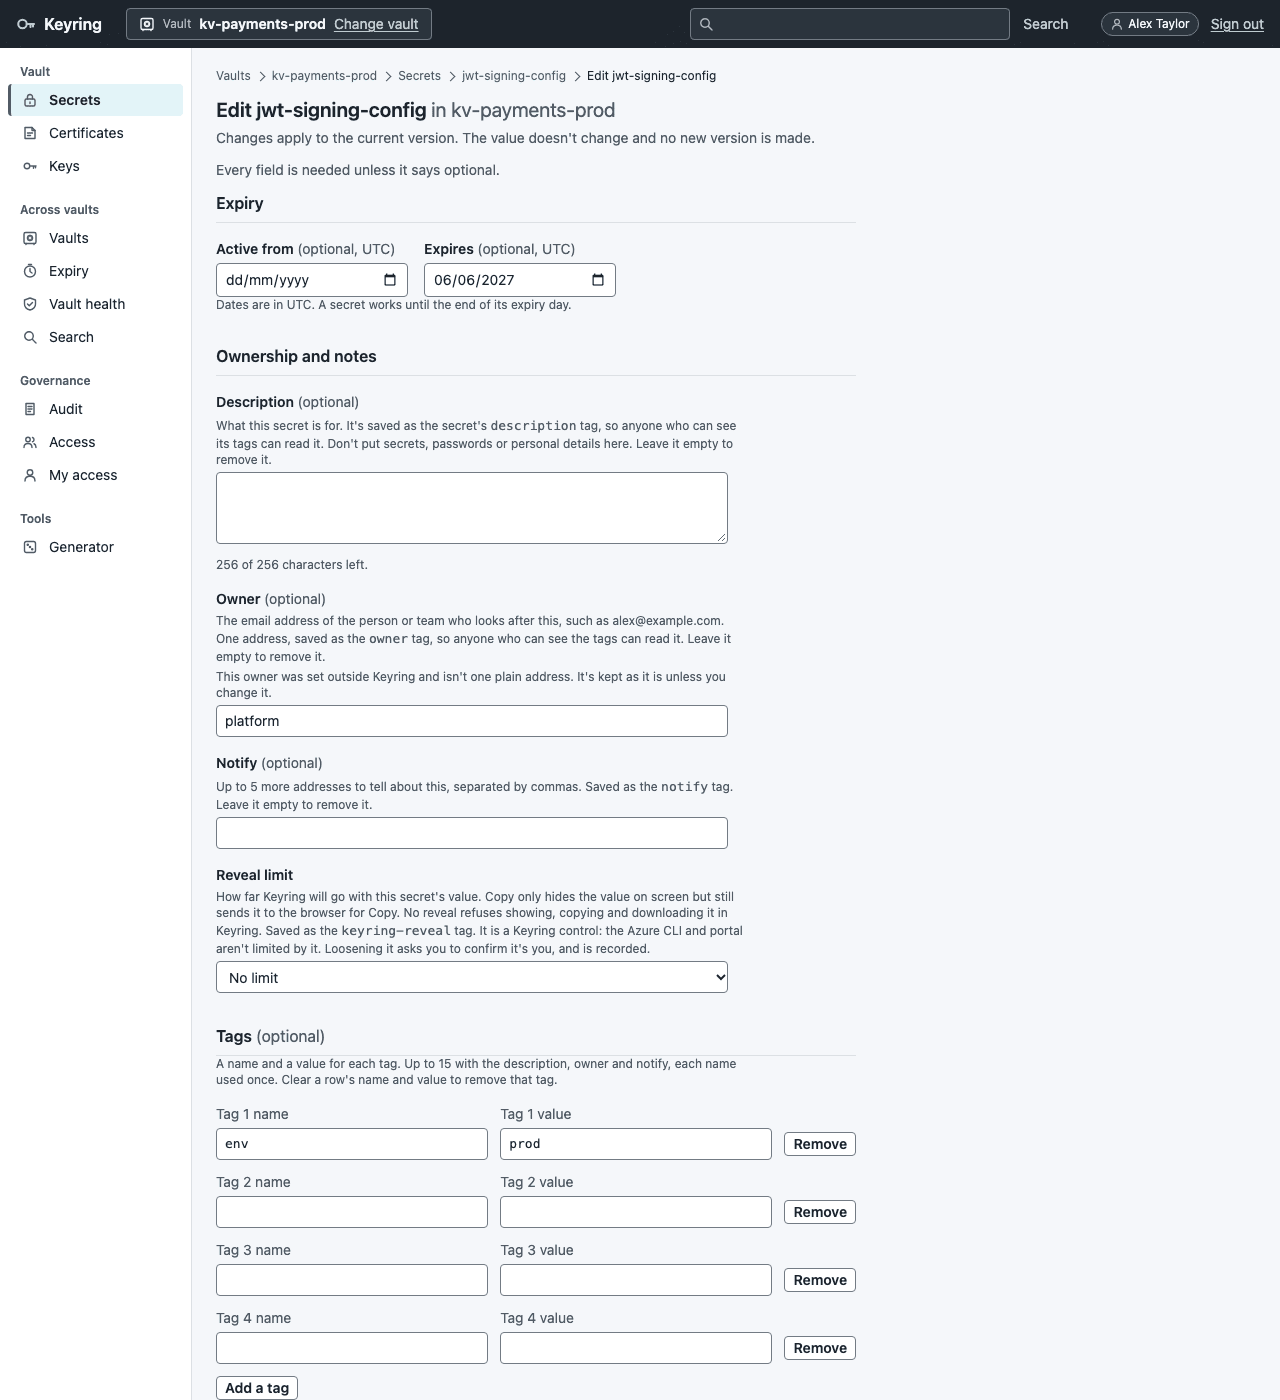 Keyring
Vault kv-payments-prod Change vault
Search
Alex Taylor
Sign out
Vault
Secrets
Certificates
Keys
Across vaults
Vaults
Expiry
Vault health
Search
Governance
Audit
Access
My access
Tools
Generator
Vaults > kv-payments-prod > Secrets > jwt-signing-config > Edit jwt-signing-config
Edit jwt-signing-config in kv-payments-prod
Changes apply to the current version. The value doesn't change and no new version is made.
Every field is needed unless it says optional.
Expiry
Active from (optional, UTC) Expires (optional, UTC)
dd/mm/yyyy 06/06/2027
Dates are in UTC. A secret works until the end of its expiry day.
Ownership and notes
Description (optional)
What this secret is for. It's saved as the secret's description tag, so anyone who can see
its tags can read it. Don't put secrets, passwords or personal details here. Leave it empty to
remove it.
256 of 256 characters left.
Owner (optional)
The email address of the person or team who looks after this, such as alex@example.com.
One address, saved as the owner tag, so anyone who can see the tags can read it. Leave it
empty to remove it.
This owner was set outside Keyring and isn't one plain address. It's kept as it is unless you
change it.
platform
Notify (optional)
Up to 5 more addresses to tell about this, separated by commas. Saved as the notify tag.
Leave it empty to remove it.
Reveal limit
How far Keyring will go with this secret's value. Copy only hides the value on screen but still
sends it to the browser for Copy. No reveal refuses showing, copying and downloading it in
Keyring. Saved as the keyring-reveal tag. It is a Keyring control: the Azure CLI and portal
aren't limited by it. Loosening it asks you to confirm it's you, and is recorded.
No limit
Tags (optional)
A name and a value for each tag. Up to 15 with the description, owner and notify, each name
used once. Clear a row's name and value to remove that tag.
Tag 1 name Tag 1 value
env prod Remove
Tag 2 name Tag 2 value
Remove
Tag 3 name Tag 3 value
Remove
Tag 4 name Tag 4 value
Remove
Add a tag